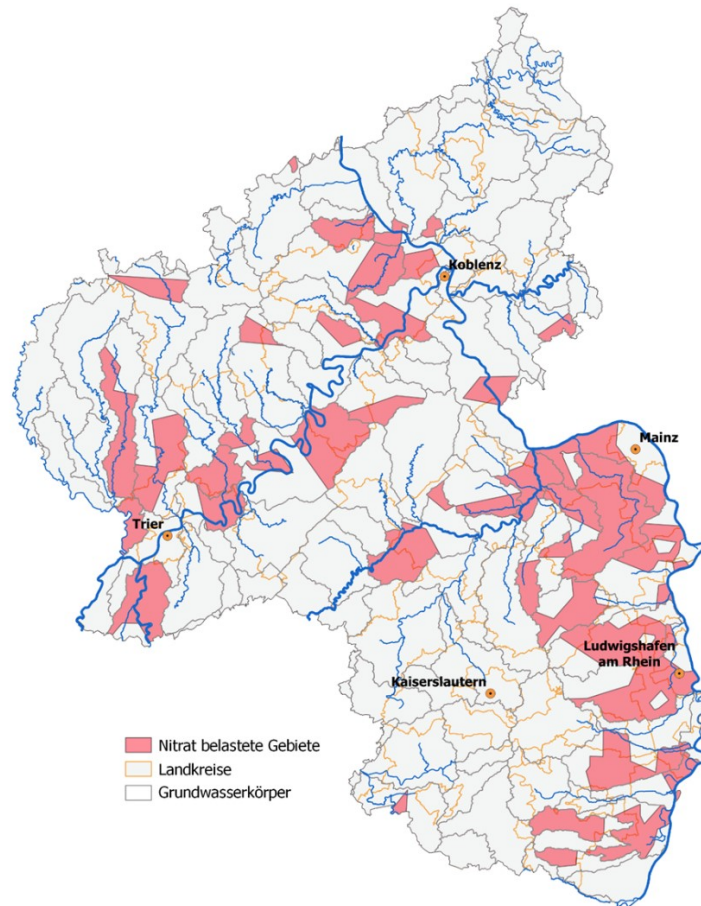 Koblenz
Mainz
Trier
Ludwigshafen
am Rhein
Kaiserslautern
Nitrat belastete Gebiete
Landkreise
Grundwasserkörper